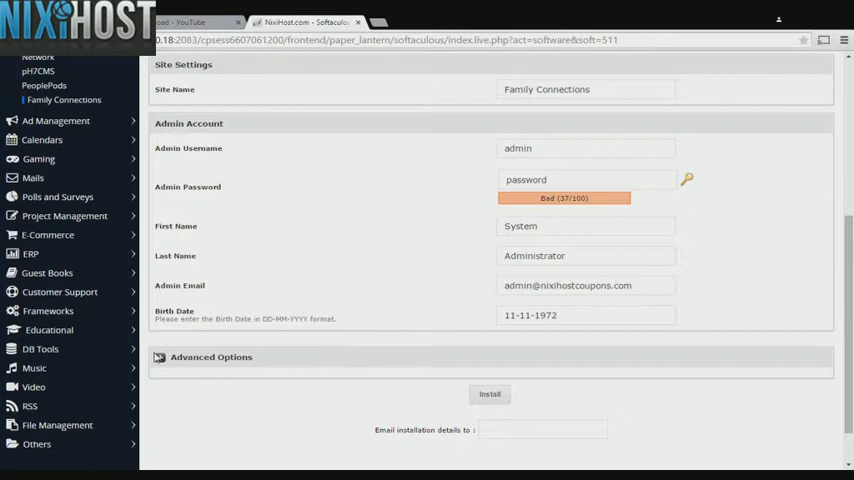 NIXIHOST
oad - YouTube
NixiHost.com - Softaculous
0.18:2083/cpsess6607061200/frontend/paper_lantern/softaculous/index.live.php?act=software&soft=511
Network
pH7CMS
PeoplePods
Family Connections
Ad Management
Calendars
Gaming
Mails
Polls and Surveys
Project Management
E-Commerce
ERP
Guest Books
Customer Support
Frameworks
Educational
DB Tools
Music
Video
RSS
File Management
Others
Site Settings
Site Name Family Connections
Admin Account
Admin Username admin
Admin Password password
Bad (37/100)
First Name System
Last Name Administrator
Admin Email admin@nixihostcoupons.com
Birth Date 11-11-1972
Please enter the Birth Date in DD-MM-YYYY format.
Advanced Options
Install
Email installation details to :